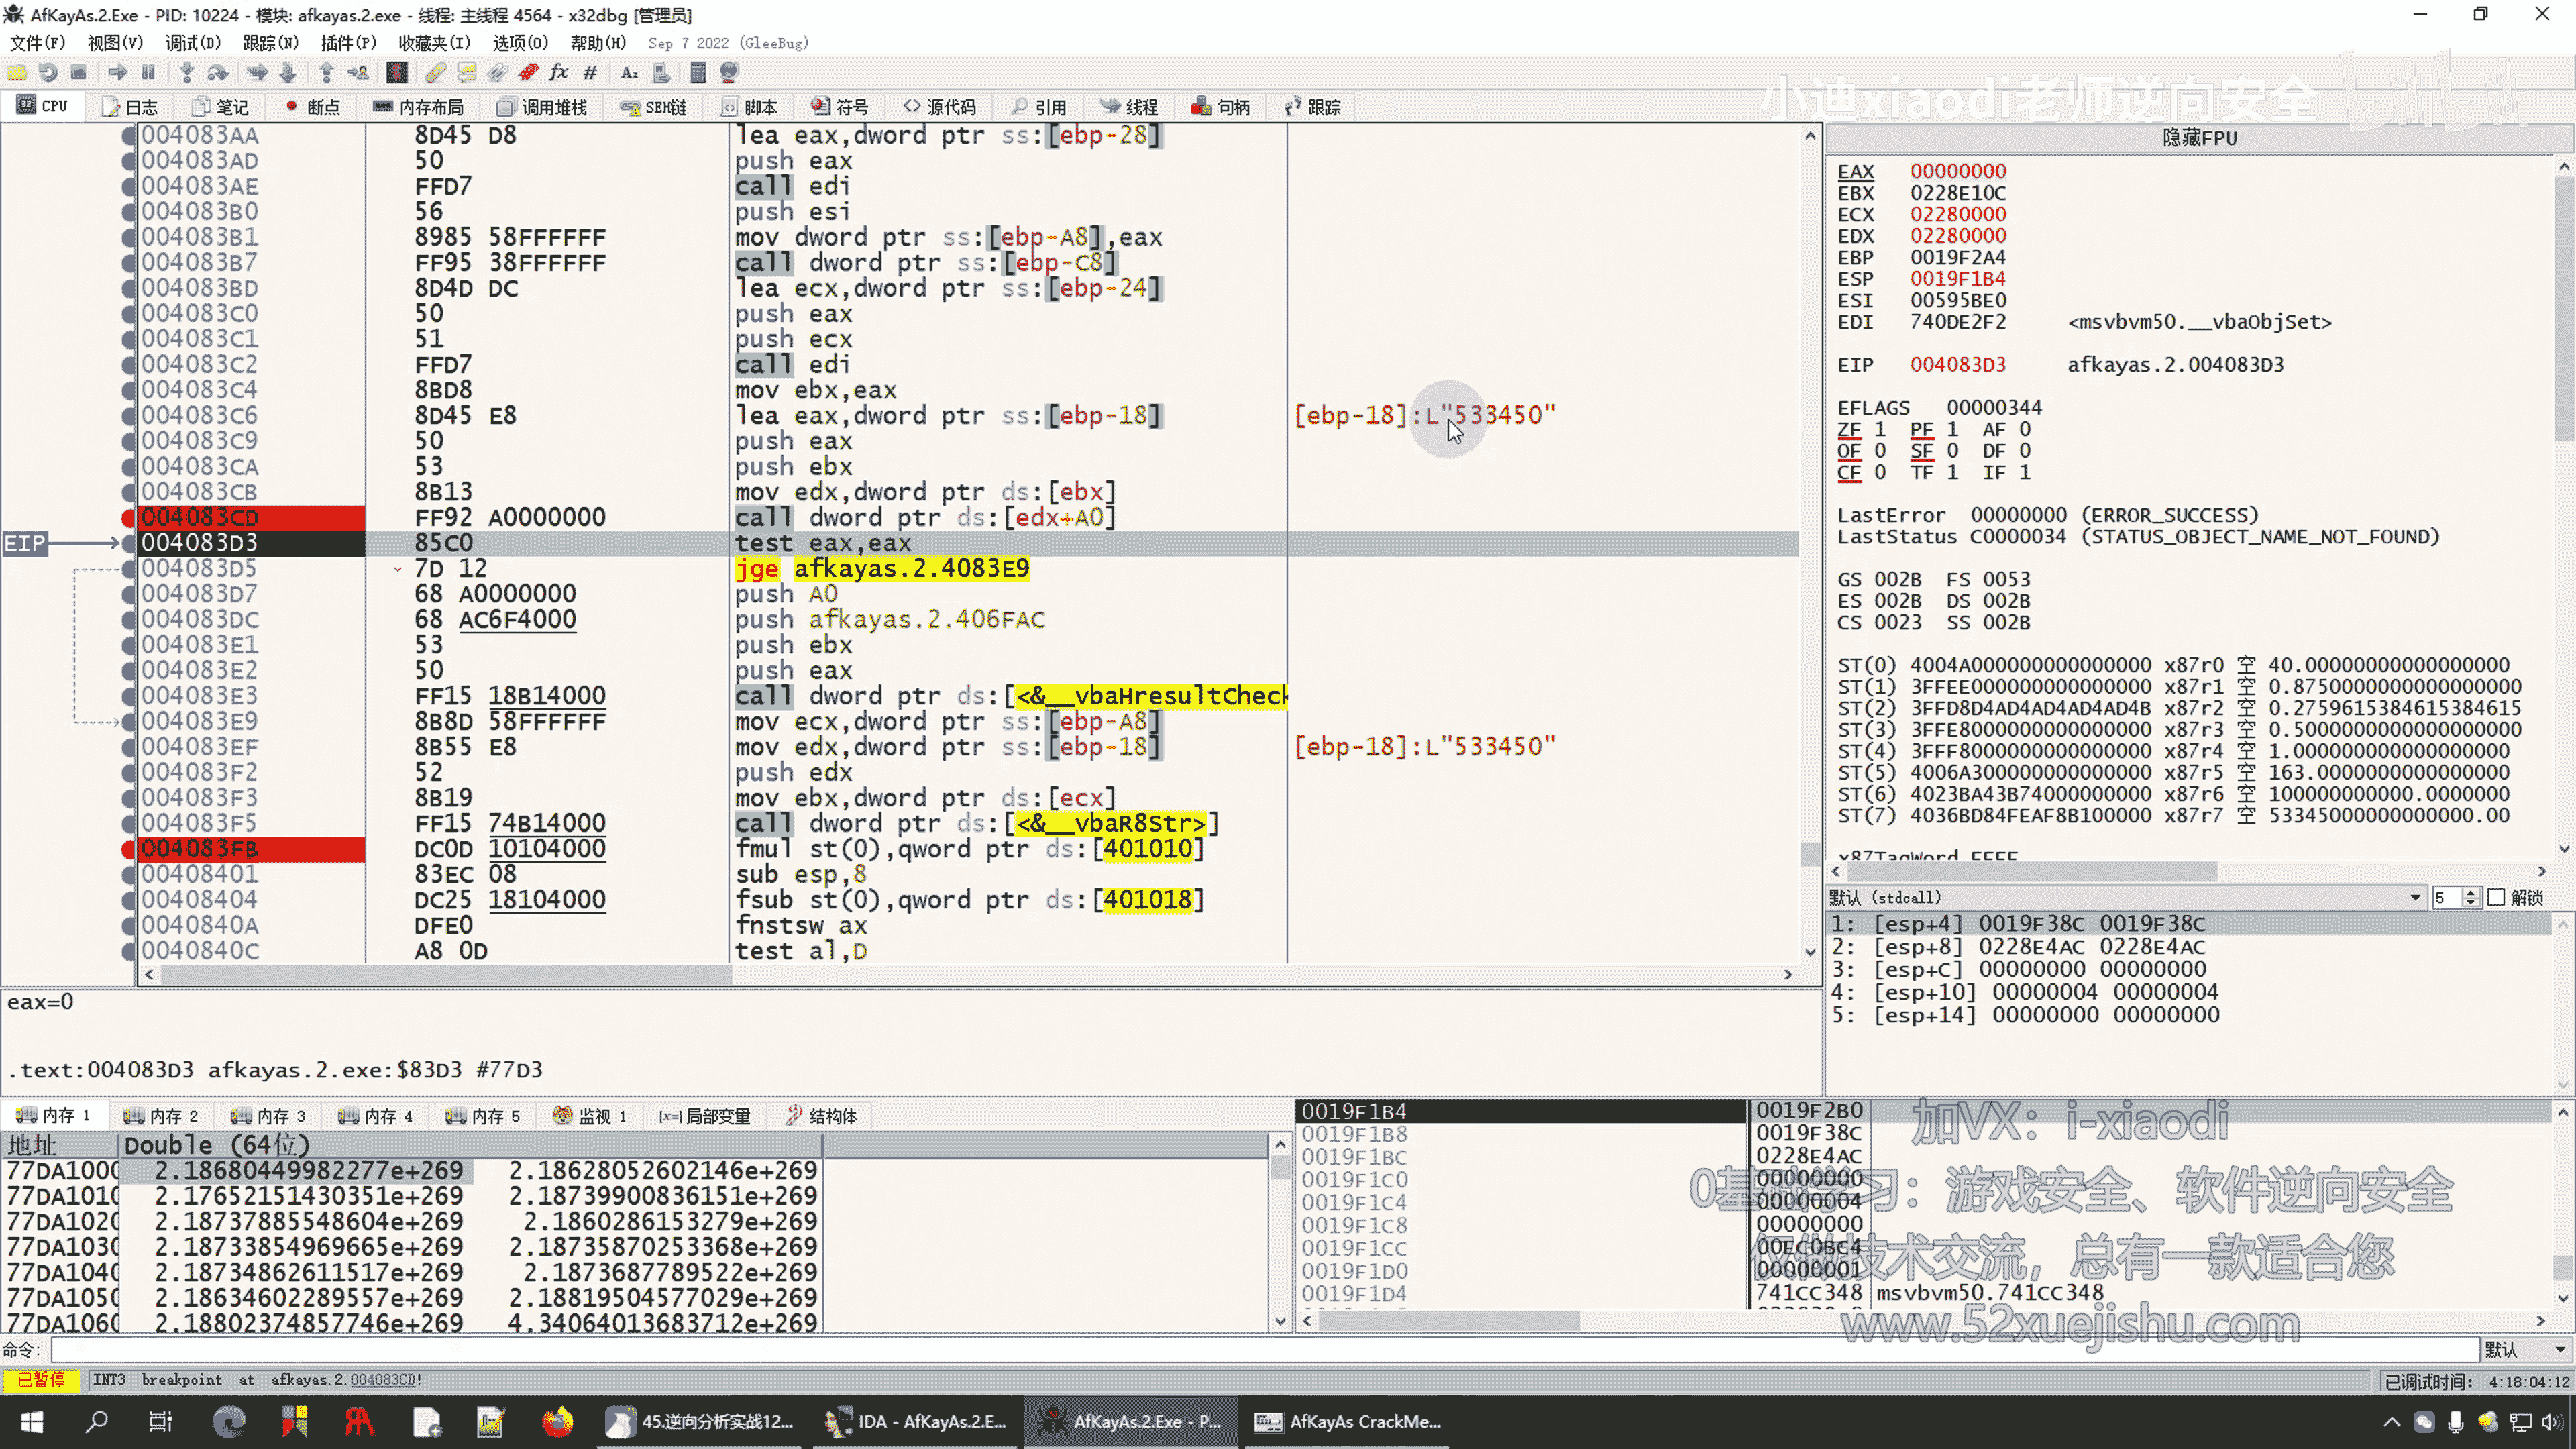 AfKayAs.2.Exe - PID: 10224 - 模块: afkayas.2.exe - 线程: 主线程 4564 - x32dbg [管理员]
文件(F) 视图(V) 调试(D) 跟踪(N) 插件(P) 收藏夹(I) 选项(O) 帮助(H) Sep 7 2022 (GleeBug)
CPU 日志 笔记 断点 内存布局 调用堆栈 SEH链 脚本 符号 源代码 引用 线程 句柄 跟踪
小迪xiaodi老师逆向安全 bilibili
004083AA 8D45 D8 lea eax,dword ptr ss:[ebp-28]
004083AD 50 push eax
004083AE FFD7 call edi
004083B0 56 push esi
004083B1 8985 58FFFFFF mov dword ptr ss:[ebp-A8],eax
004083B7 FF95 38FFFFFF call dword ptr ss:[ebp-C8]
004083BD 8D4D DC lea ecx,dword ptr ss:[ebp-24]
004083C0 50 push eax
004083C1 51 push ecx
004083C2 FFD7 call edi
004083C4 8BD8 mov ebx,eax
004083C6 8D45 E8 lea eax,dword ptr ss:[ebp-18] [ebp-18]:L"533450"
004083C9 50 push eax
004083CA 53 push ebx
004083CB 8B13 mov edx,dword ptr ds:[ebx]
004083CD FF92 A0000000 call dword ptr ds:[edx+A0]
EIP 004083D3 85C0 test eax,eax
004083D5 7D 12 jge afkayas.2.4083E9
004083D7 68 A0000000 push A0
004083DC 68 AC6F4000 push afkayas.2.406FAC
004083E1 53 push ebx
004083E2 50 push eax
004083E3 FF15 18B14000 call dword ptr ds:[<&__vbaHresultCheck
004083E9 8B8D 58FFFFFF mov ecx,dword ptr ss:[ebp-A8]
004083EF 8B55 E8 mov edx,dword ptr ss:[ebp-18] [ebp-18]:L"533450"
004083F2 52 push edx
004083F3 8B19 mov ebx,dword ptr ds:[ecx]
004083F5 FF15 74B14000 call dword ptr ds:[<&__vbaR8Str>]
004083FB DC0D 10104000 fmul st(0),qword ptr ds:[401010]
00408401 83EC 08 sub esp,8
00408404 DC25 18104000 fsub st(0),qword ptr ds:[401018]
0040840A DFE0 fnstsw ax
0040840C A8 0D test al,D
隐藏FPU
EAX 00000000
EBX 0228E10C
ECX 02280000
EDX 02280000
EBP 0019F2A4
ESP 0019F1B4
ESI 00595BE0
EDI 740DE2F2 <msvbvm50.__vbaObjSet>
EIP 004083D3 afkayas.2.004083D3
EFLAGS 00000344
ZF 1 PF 1 AF 0
OF 0 SF 0 DF 0
CF 0 TF 1 IF 1
LastError 00000000 (ERROR_SUCCESS)
LastStatus C0000034 (STATUS_OBJECT_NAME_NOT_FOUND)
GS 002B FS 0053
ES 002B DS 002B
CS 0023 SS 002B
ST(0) 4004A000000000000000 x87r0 空 40.00000000000000000
ST(1) 3FFEE000000000000000 x87r1 空 0.8750000000000000000
ST(2) 3FFD8D4AD4AD4AD4AD4B x87r2 空 0.2759615384615384615
ST(3) 3FFE8000000000000000 x87r3 空 0.5000000000000000000
ST(4) 3FFF8000000000000000 x87r4 空 1.000000000000000000
ST(5) 4006A300000000000000 x87r5 空 163.0000000000000000
ST(6) 4023BA43B74000000000 x87r6 空 100000000000.0000000
ST(7) 4036BD84FEAF8B100000 x87r7 空 53345000000000000.00
x87TagWord FFFF
默认 (stdcall) 5 解锁
1: [esp+4] 0019F38C 0019F38C
2: [esp+8] 0228E4AC 0228E4AC
3: [esp+C] 00000000 00000000
4: [esp+10] 00000004 00000004
5: [esp+14] 00000000 00000000
eax=0
.text:004083D3 afkayas.2.exe:$83D3 #77D3
内存 1 内存 2 内存 3 内存 4 内存 5 监视 1 [x=] 局部变量 结构体
地址 Double (64位)
77DA1000 2.18680449982277e+269 2.18628052602146e+269
77DA1010 2.17652151430351e+269 2.18739900836151e+269
77DA1020 2.18737885548604e+269 2.1860286153279e+269
77DA1030 2.18733854969665e+269 2.18735870253368e+269
77DA1040 2.18734862611517e+269 2.1873687789522e+269
77DA1050 2.18634602289557e+269 2.18819504577029e+269
77DA1060 2.18802374857746e+269 4.34064013683712e+269
0019F1B4 0019F2B0
0019F1B8 0019F38C
0019F1BC 0228E4AC
0019F1C0 00000000
0019F1C4 00000004
0019F1C8 00000000
0019F1CC 00EC0BC4
0019F1D0 00000001
0019F1D4 741CC348 msvbvm50.741CC348
加VX: i-xiaodi
0基础学习：游戏安全、软件逆向安全
技术交流，总有一款适合您
www.52xuejishu.com
命令: 默认
已暂停 INT3 breakpoint at afkayas.2.004083CD! 已调试时间: 4:18:04:12
45.逆向分析实战12... IDA - AfKayAs.2.E... AfKayAs.2.Exe - P... AfKayAs CrackMe...